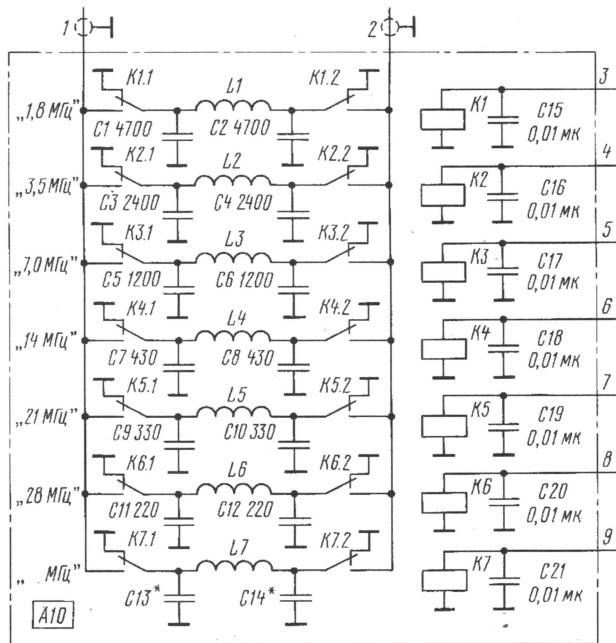 1 2
K1.1 L1 K1.2 3
„1,8 МГц" C1 4700 C2 4700 K1 C15
0,01 мк
K2.1 L2 K2.2 4
„3,5 МГц" C3 2400 C4 2400 K2 C16
0,01 мк
K3.1 L3 K3.2 5
„7,0 МГц" C5 1200 C6 1200 K3 C17
0,01 мк
K4.1 L4 K4.2 6
„14 МГц" C7 430 C8 430 K4 C18
0,01 мк
K5.1 L5 K5.2 7
„21 МГц" C9 330 C10 330 K5 C19
0,01 мк
K6.1 L6 K6.2 8
„28 МГц" C11 220 C12 220 K6 C20
0,01 мк
K7.1 L7 K7.2 9
„ МГц" C13* C14* K7 C21
0,01 мк
A10